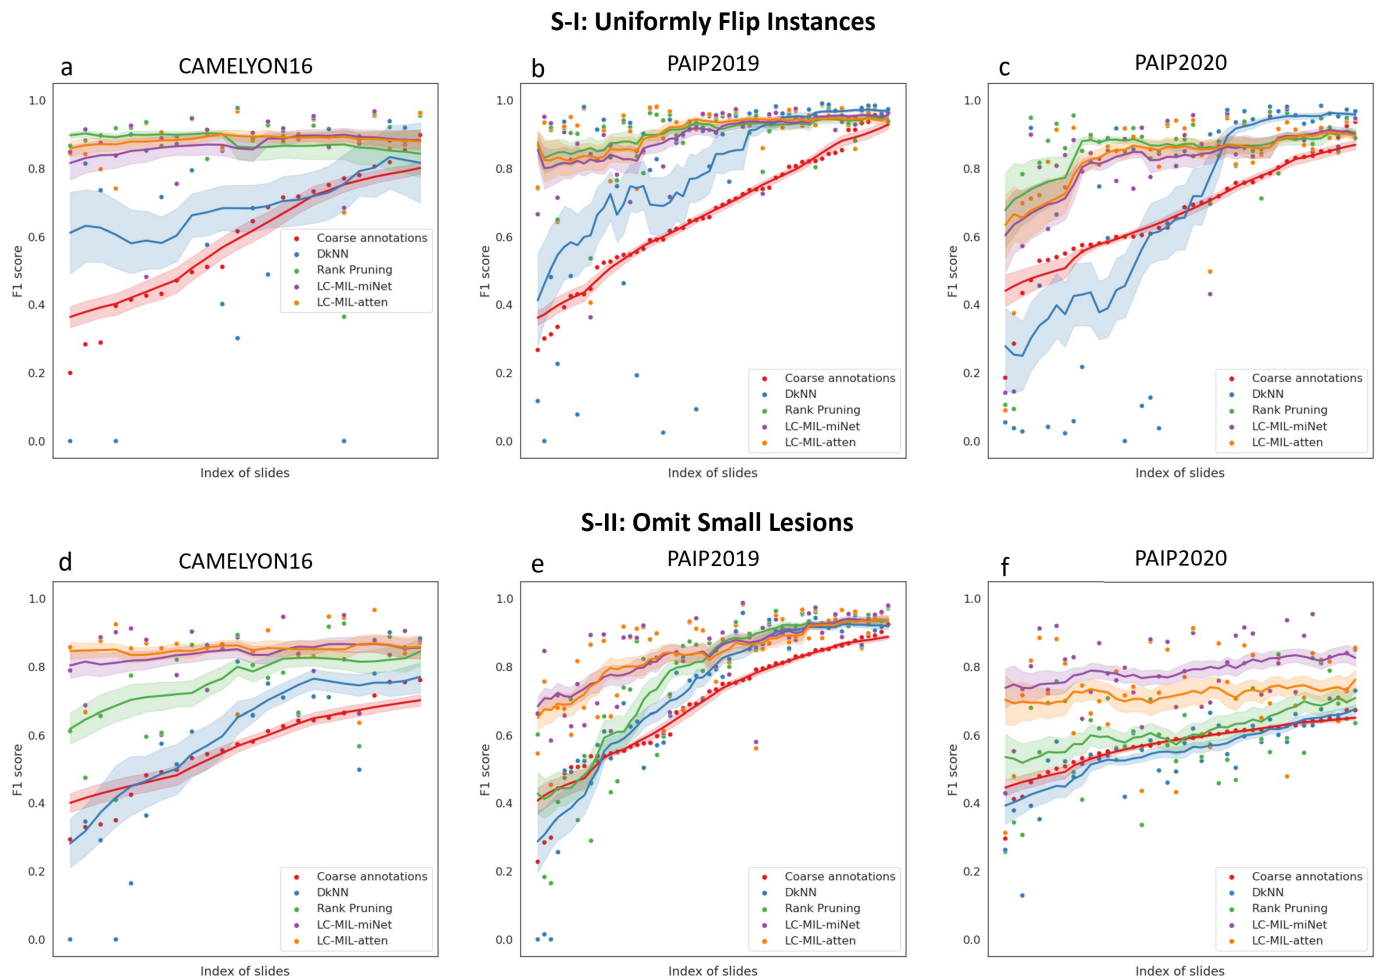 S-I: Uniformly Flip Instances
a
CAMELYON16
1.0
0.8
0.6
0.4
0.2
0.0
F1 score
Coarse annotations
DkNN
Rank Pruning
LC-MIL-miNet
LC-MIL-atten
Index of slides
b
PAIP2019
1.0
0.8
0.6
0.4
0.2
0.0
F1 score
Coarse annotations
DkNN
Rank Pruning
LC-MIL-miNet
LC-MIL-atten
Index of slides
c
PAIP2020
1.0
0.8
0.6
0.4
0.2
0.0
F1 score
Coarse annotations
DkNN
Rank Pruning
LC-MIL-miNet
LC-MIL-atten
Index of slides
S-II: Omit Small Lesions
d
CAMELYON16
1.0
0.8
0.6
0.4
0.2
0.0
F1 score
Coarse annotations
DkNN
Rank Pruning
LC-MIL-miNet
LC-MIL-atten
Index of slides
e
PAIP2019
1.0
0.8
0.6
0.4
0.2
0.0
F1 score
Coarse annotations
DkNN
Rank Pruning
LC-MIL-miNet
LC-MIL-atten
Index of slides
f
PAIP2020
1.0
0.8
0.6
0.4
0.2
0.0
F1 score
Coarse annotations
DkNN
Rank Pruning
LC-MIL-miNet
LC-MIL-atten
Index of slides